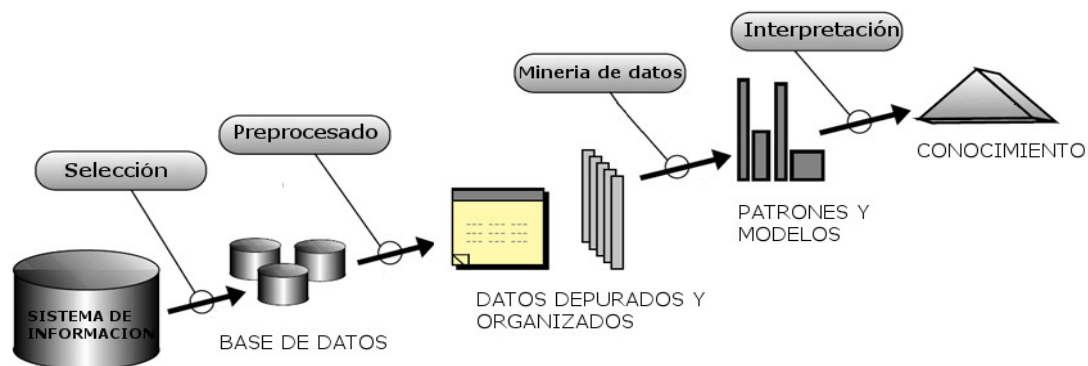 Interpretación
Mineria de datos
Preprocesado
Selección
SISTEMA DE
INFORMACION
BASE DE DATOS
DATOS DEPURADOS Y
ORGANIZADOS
PATRONES Y
MODELOS
CONOCIMIENTO